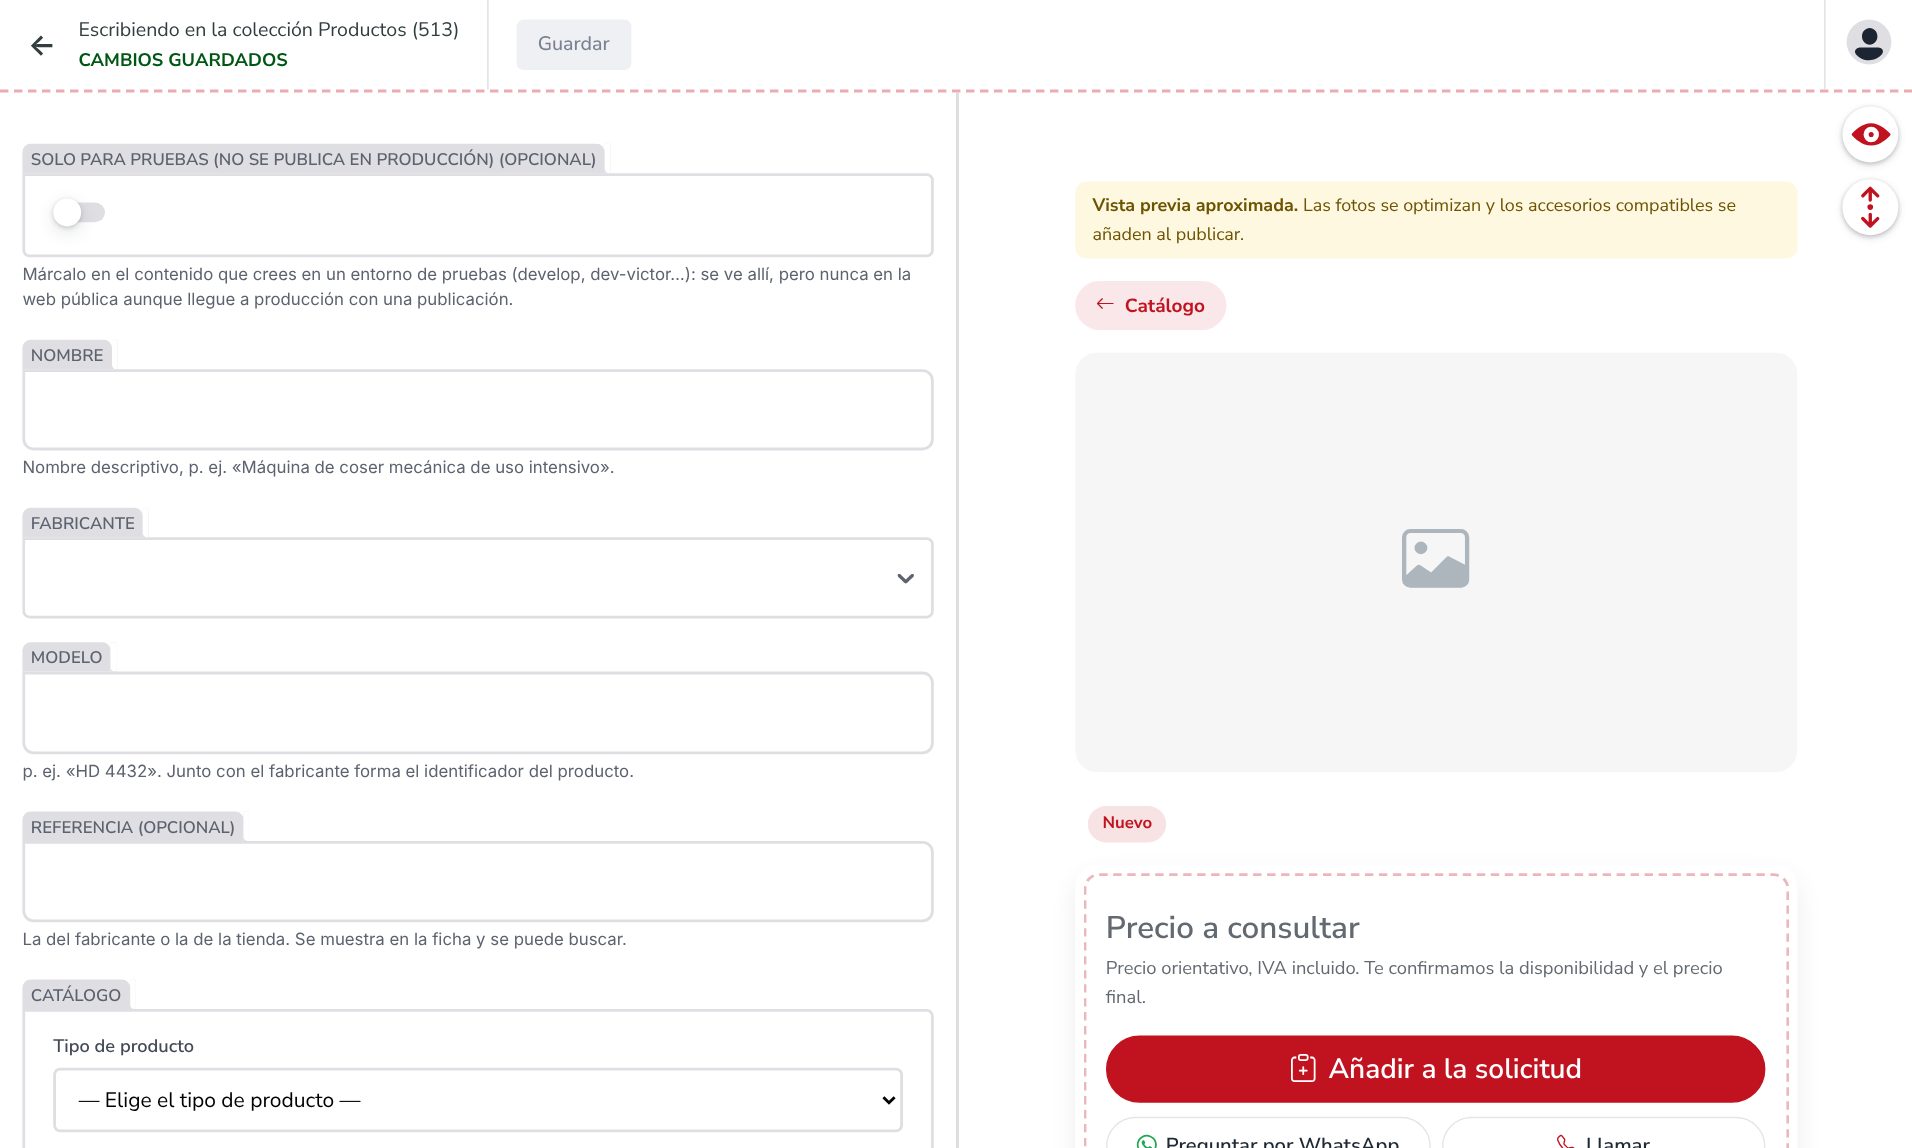 Escribiendo en la colección Productos (513)
CAMBIOS GUARDADOS
Guardar
SOLO PARA PRUEBAS (NO SE PUBLICA EN PRODUCCIÓN) (OPCIONAL)
Márcalo en el contenido que crees en un entorno de pruebas (develop, dev-victor…): se ve allí, pero nunca en la
web pública aunque llegue a producción con una publicación.
NOMBRE
Nombre descriptivo, p. ej. «Máquina de coser mecánica de uso intensivo».
FABRICANTE
MODELO
p. ej. «HD 4432». Junto con el fabricante forma el identificador del producto.
REFERENCIA (OPCIONAL)
La del fabricante o la de la tienda. Se muestra en la ficha y se puede buscar.
CATÁLOGO
Tipo de producto
— Elige el tipo de producto —
Vista previa aproximada. Las fotos se optimizan y los accesorios compatibles se
añaden al publicar.
← Catálogo
Nuevo
Precio a consultar
Precio orientativo, IVA incluido. Te confirmamos la disponibilidad y el precio
final.
Añadir a la solicitud
Preguntar por WhatsApp
Llamar